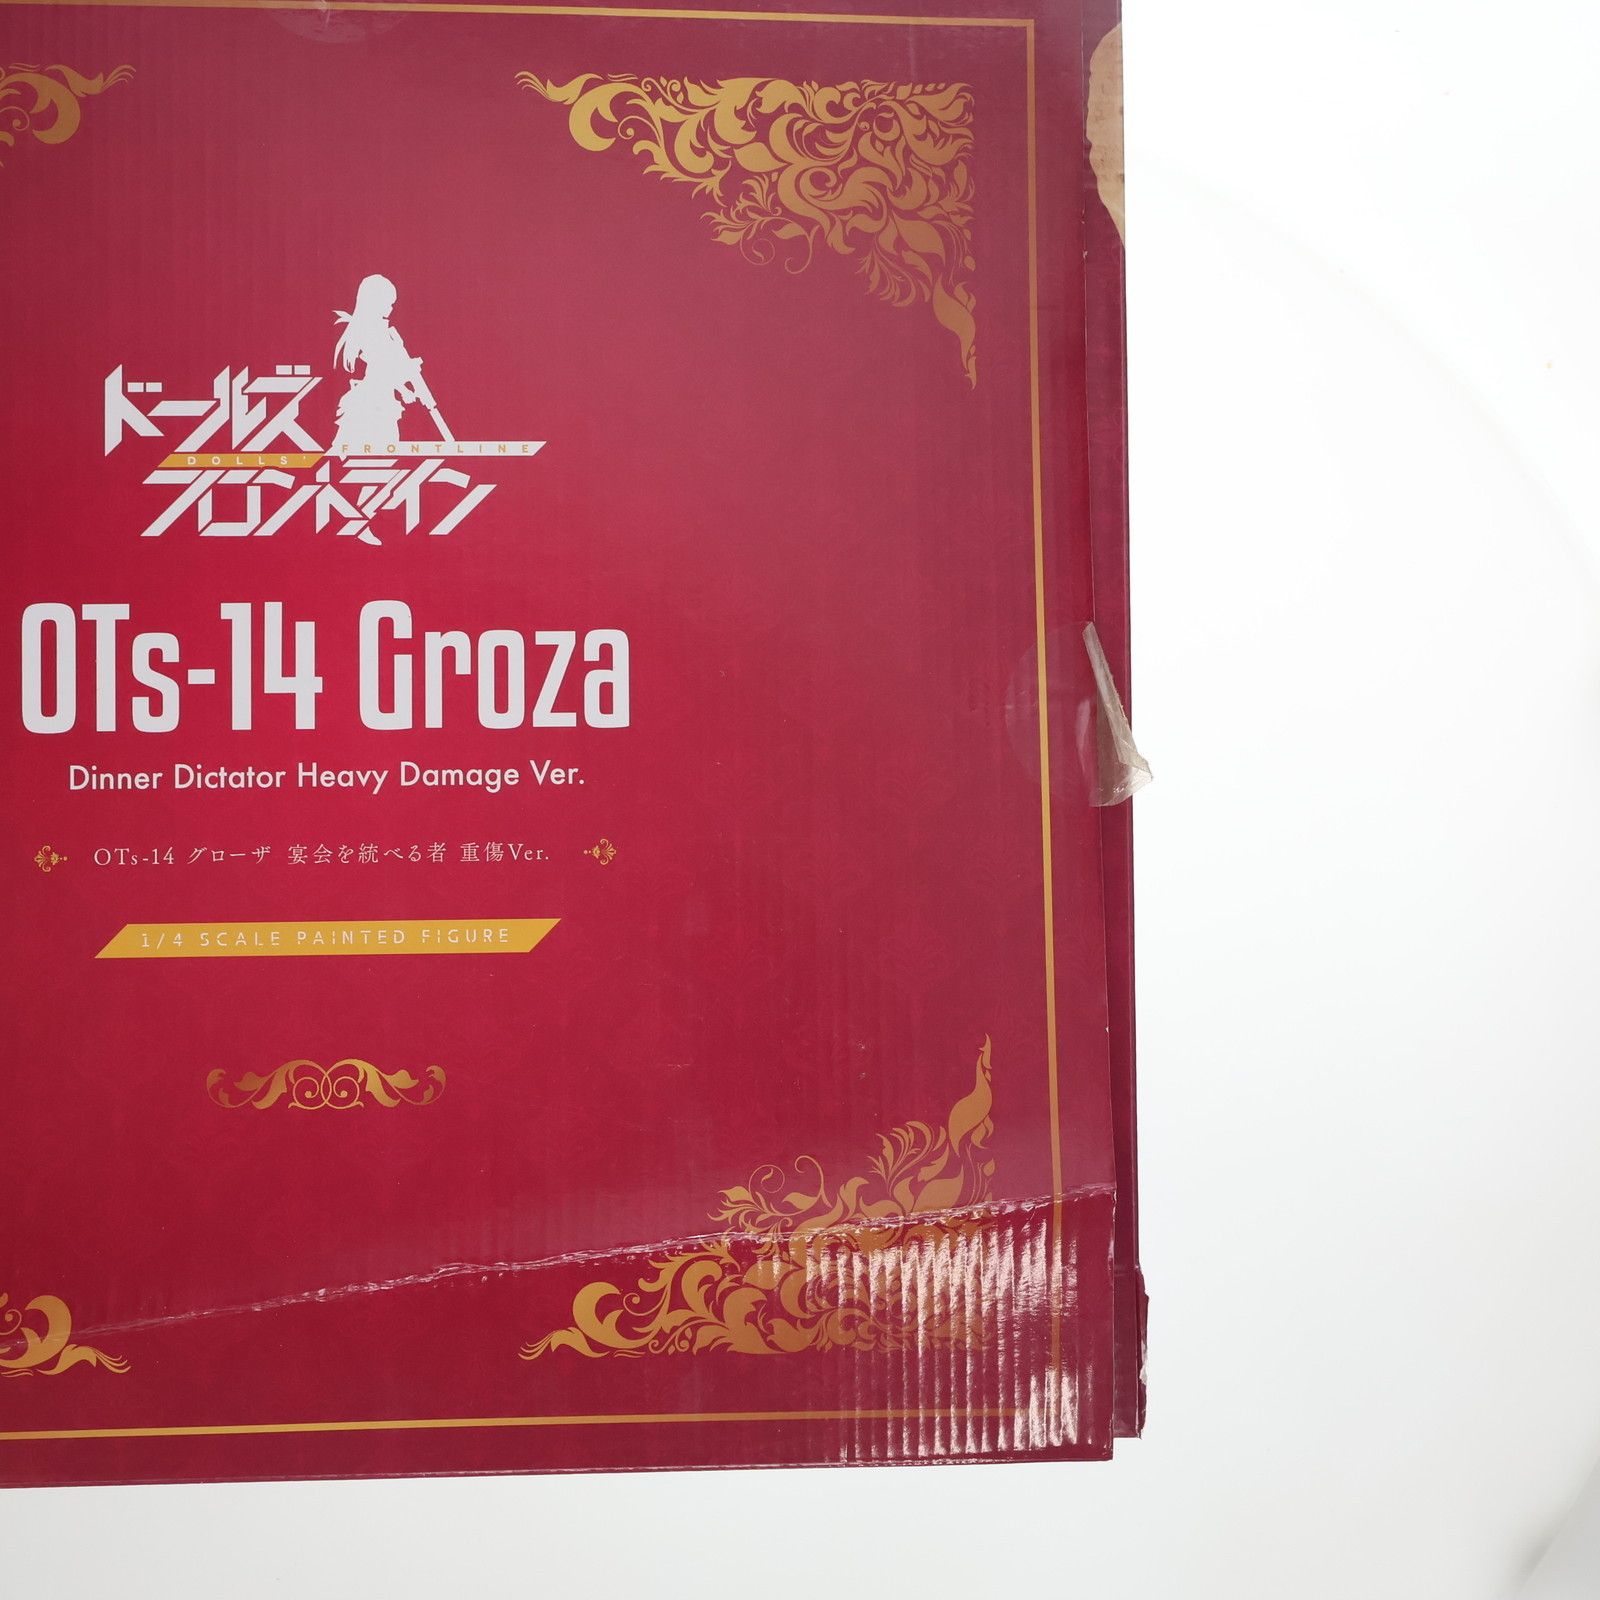 ドールズ
DOLLS' FRONTLINE
フロントライン
OTs-14 Groza
Dinner Dictator Heavy Damage Ver.
OTs-14 グローザ 宴会を統べる者 重傷Ver.
1/4 SCALE PAINTED FIGURE